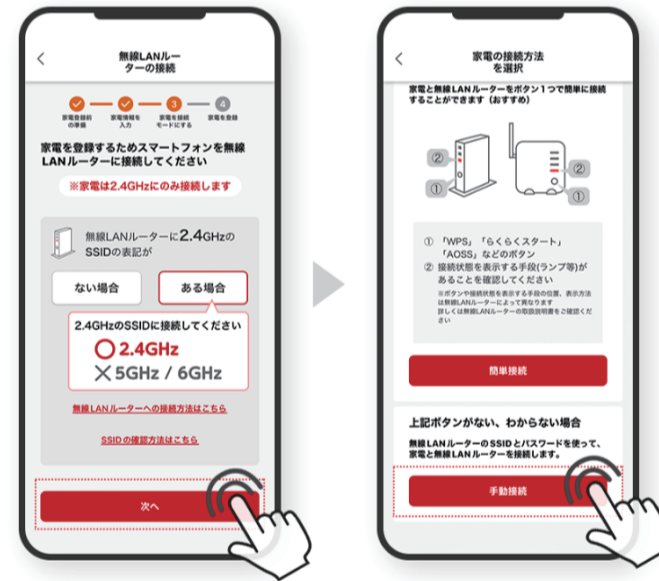 無線LANルー
ターの接続
3
4
家電登録前
の準備
家電情報を
入力
家電を接続
モードにする
家電を登録
家電を登録するためスマートフォンを無線
LANルーターに接続してください
※家電は2.4GHzにのみ接続します
無線LANルーターに2.4GHzの
SSIDの表記が
ない場合
ある場合
2.4GHzのSSIDに接続してください
○2.4GHz
×5GHz / 6GHz
無線LANルーターへの接続方法はこちら
SSIDの確認方法はこちら
次へ
家電の接続方法
を選択
家電と無線LANルーターをボタン1つで簡単に接続
することができます（おすすめ）
②
①
②
①
① 「WPS」「らくらくスタート」
「AOSS」などのボタン
② 接続状態を表示する手段(ランプ等)が
あることを確認してください
※ボタンや接続状態を表示する手段の位置、表示方法
は無線LANルーターによって異なります
詳しくは無線LANルーターの取扱説明書をご確認くだ
さい
簡単接続
上記ボタンがない、わからない場合
無線LANルーターのSSIDとパスワードを使って、
家電と無線LANルーターを接続します。
手動接続